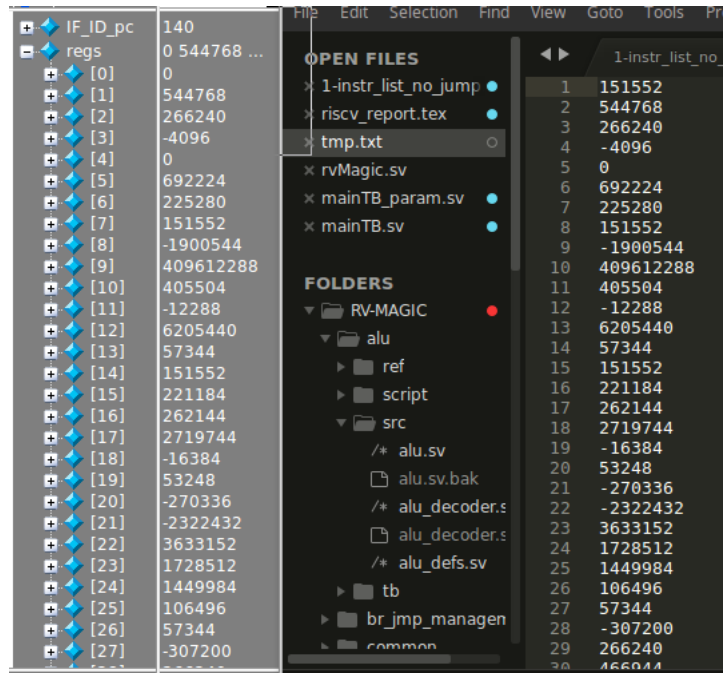 IF_ID_pc 140
regs 0 544768 ...
[0] 0
[1] 544768
[2] 266240
[3] -4096
[4] 0
[5] 692224
[6] 225280
[7] 151552
[8] -1900544
[9] 409612288
[10] 405504
[11] -12288
[12] 6205440
[13] 57344
[14] 151552
[15] 221184
[16] 262144
[17] 2719744
[18] -16384
[19] 53248
[20] -270336
[21] -2322432
[22] 3633152
[23] 1728512
[24] 1449984
[25] 106496
[26] 57344
[27] -307200
File Edit Selection Find View Goto Tools Pr
OPEN FILES
1-instr_list_no_jump
riscv_report.tex
tmp.txt
rvMagic.sv
mainTB_param.sv
mainTB.sv
FOLDERS
RV-MAGIC
alu
ref
script
src
/* alu.sv
alu.sv.bak
/* alu_decoder.s
alu_decoder.s
/* alu_defs.sv
tb
br_jmp_managem
common
1-instr_list_no_
1 151552
2 544768
3 266240
4 -4096
5 0
6 692224
7 225280
8 151552
9 -1900544
10 409612288
11 405504
12 -12288
13 6205440
14 57344
15 151552
16 221184
17 262144
18 2719744
19 -16384
20 53248
21 -270336
22 -2322432
23 3633152
24 1728512
25 1449984
26 106496
27 57344
28 -307200
29 266240
30 466944